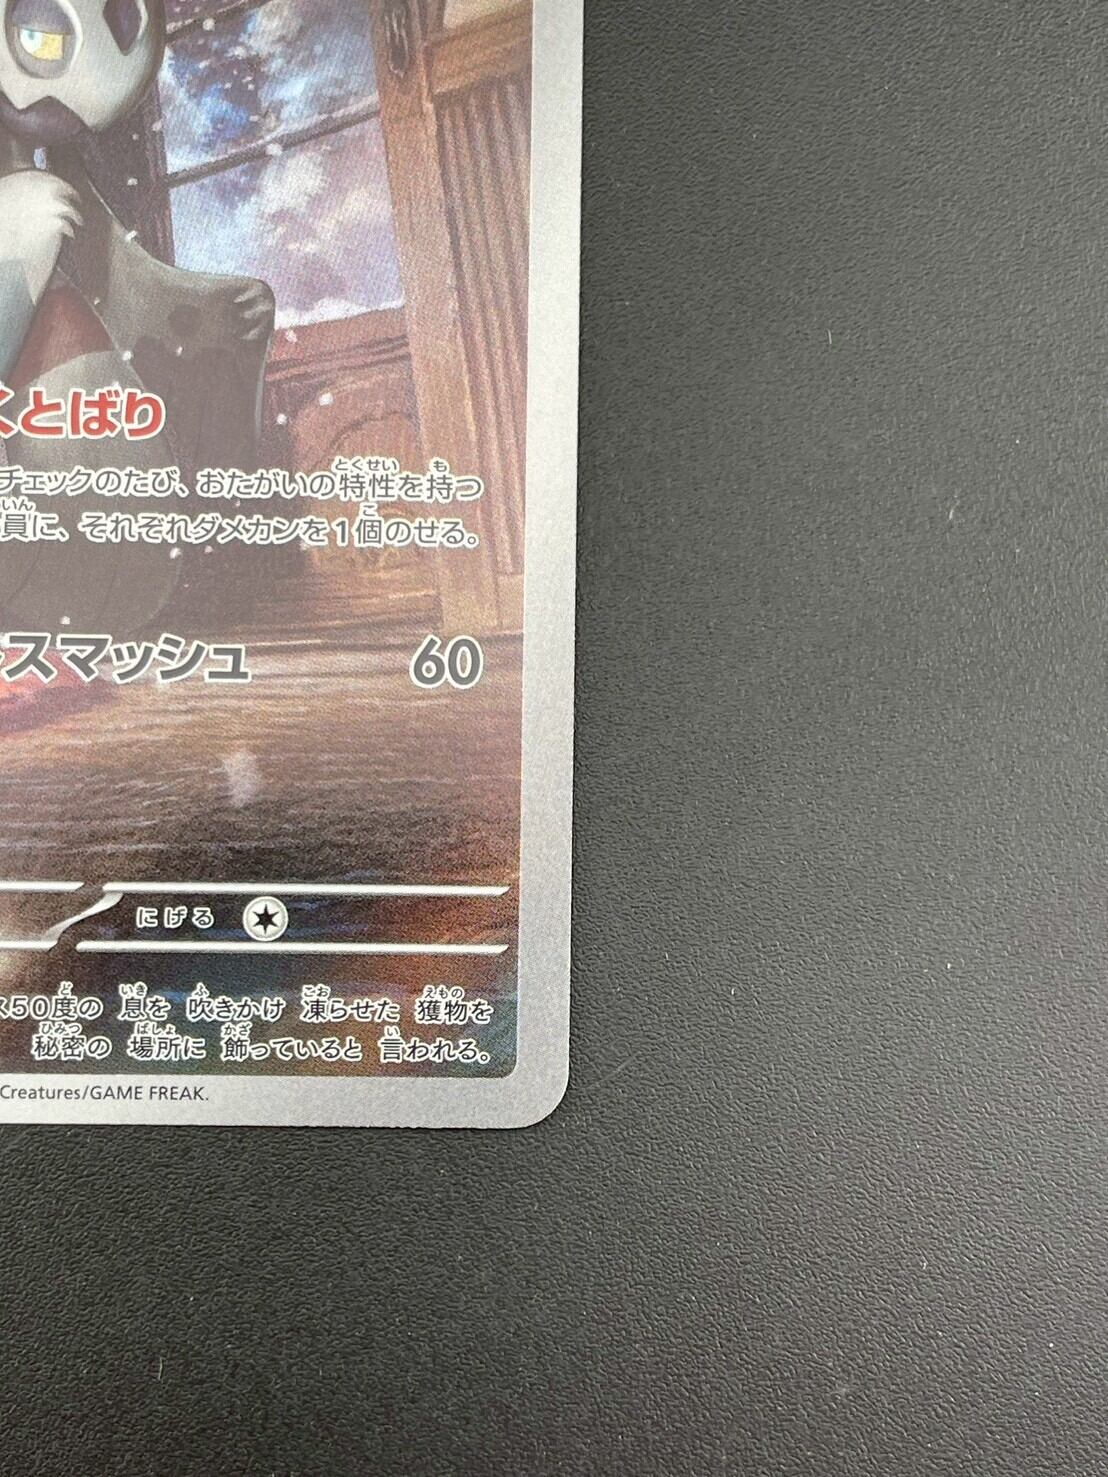 くとばり
チェックのたび、おたがいの特性を持つ
員に、それぞれダメカンを1個のせる。
スマッシュ 60
にげる
ス50度の 息を 吹きかけ 凍らせた 獲物を
秘密の 場所に 飾っていると 言われる。
Creatures/GAME FREAK.